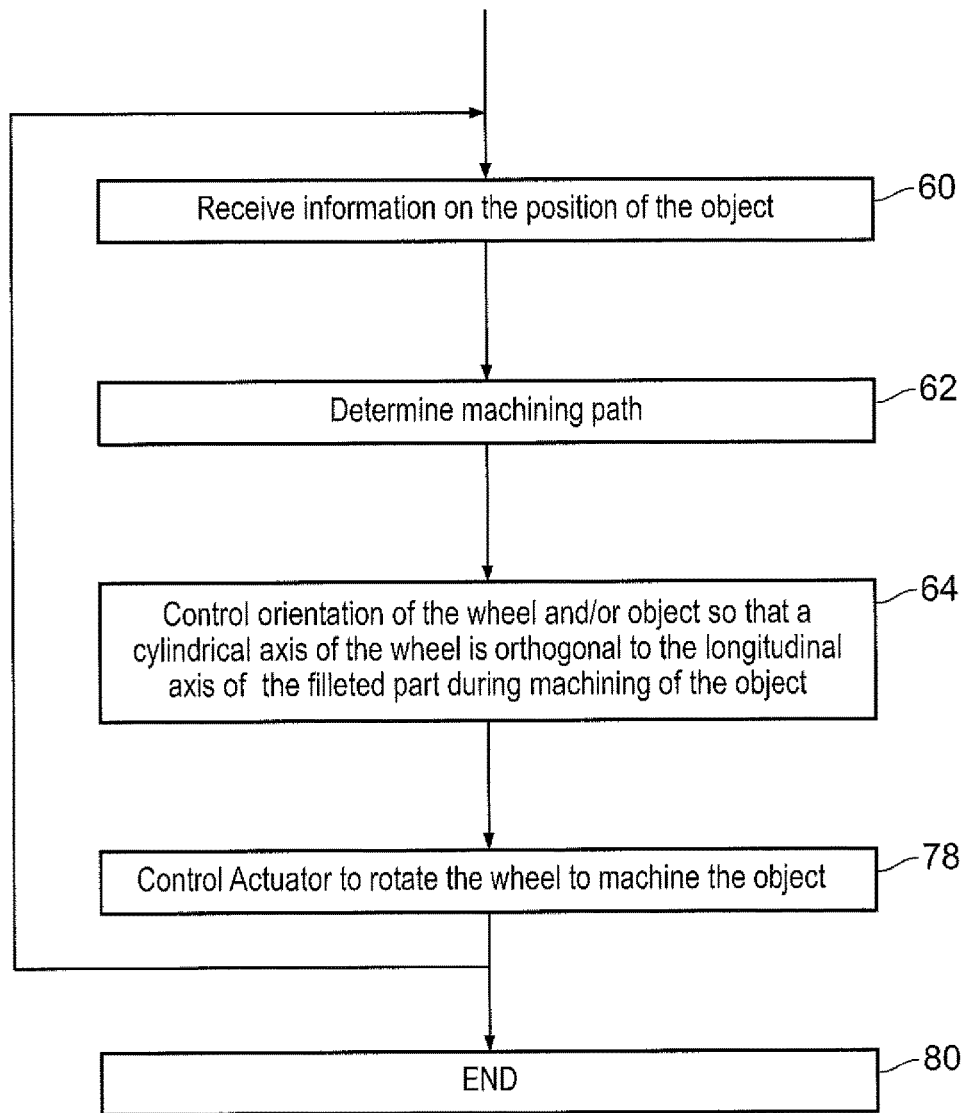 Receive information on the position of the object
60
Determine machining path
62
Control orientation of the wheel and/or object so that a
cylindrical axis of the wheel is orthogonal to the longitudinal
axis of the filleted part during machining of the object
64
Control Actuator to rotate the wheel to machine the object
78
END
80